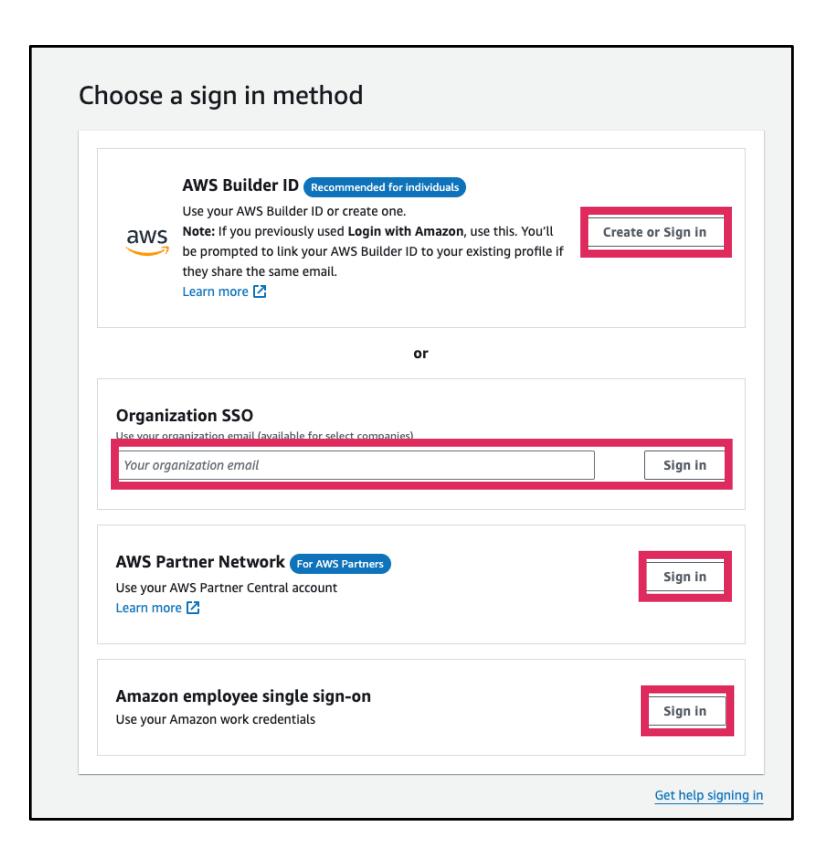 Choose a sign in method
AWS Builder ID Recommended for individuals
Use your AWS Builder ID or create one.
aws
Note: If you previously used Login with Amazon, use this. You'll
be prompted to link your AWS Builder ID to your existing profile if
they share the same email.
Learn more
Create or Sign in
or
Organization SSO
Use your organization email (available for select companies)
Your organization email
Sign in
AWS Partner Network For AWS Partners
Use your AWS Partner Central account
Learn more
Sign in
Amazon employee single sign-on
Use your Amazon work credentials
Sign in
Get help signing in